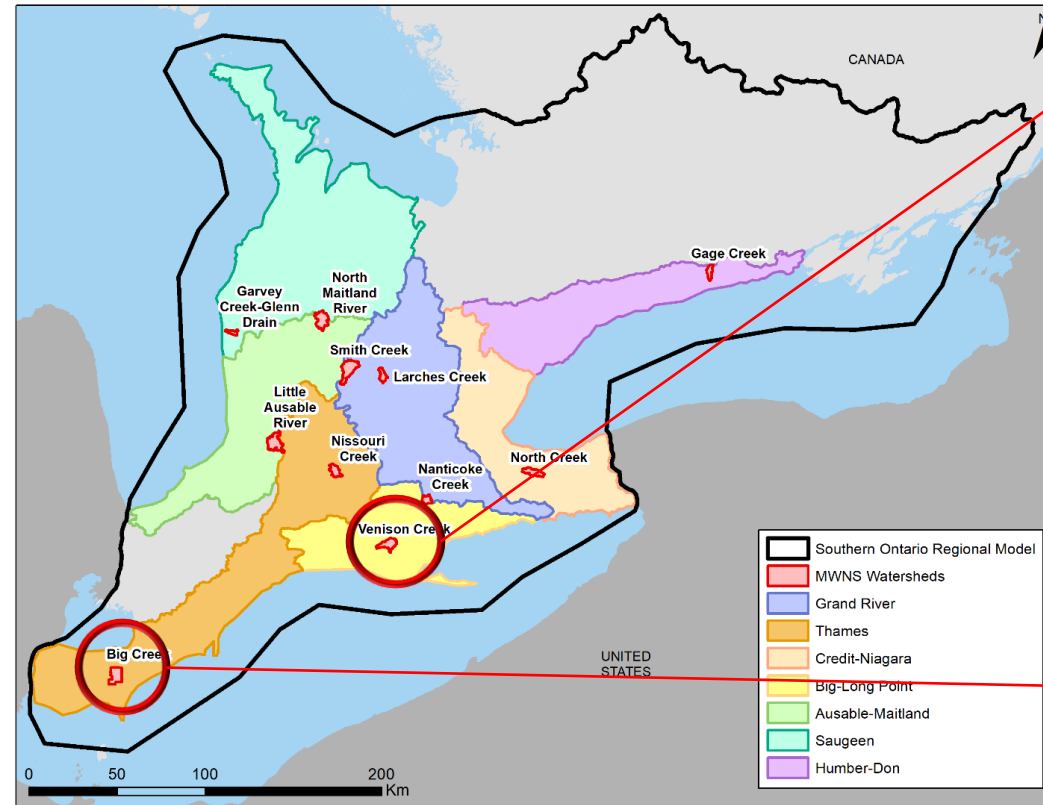 N
CANADA
Gage Creek
North
Maitland
River
Garvey
Creek-Glenn
Drain
Smith Creek
Larches Creek
Little
Ausable
River
Nissouri
Creek
Nanticoke
Creek
North Creek
Venison Creek
Big Creek
UNITED
STATES
Southern Ontario Regional Model
MWNS Watersheds
Grand River
Thames
Credit-Niagara
Big-Long Point
Ausable-Maitland
Saugeen
Humber-Don
0 50 100 200
Km